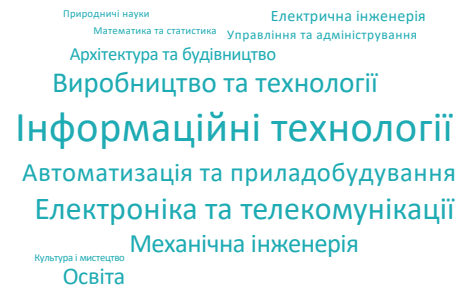 Природничі науки
Електрична інженерія
Математика та статистика
Управління та адміністрування
Архітектура та будівництво
Виробництво та технології
Інформаційні технології
Автоматизація та приладобудування
Електроніка та телекомунікації
Механічна інженерія
Культура і мистецтво
Освіта